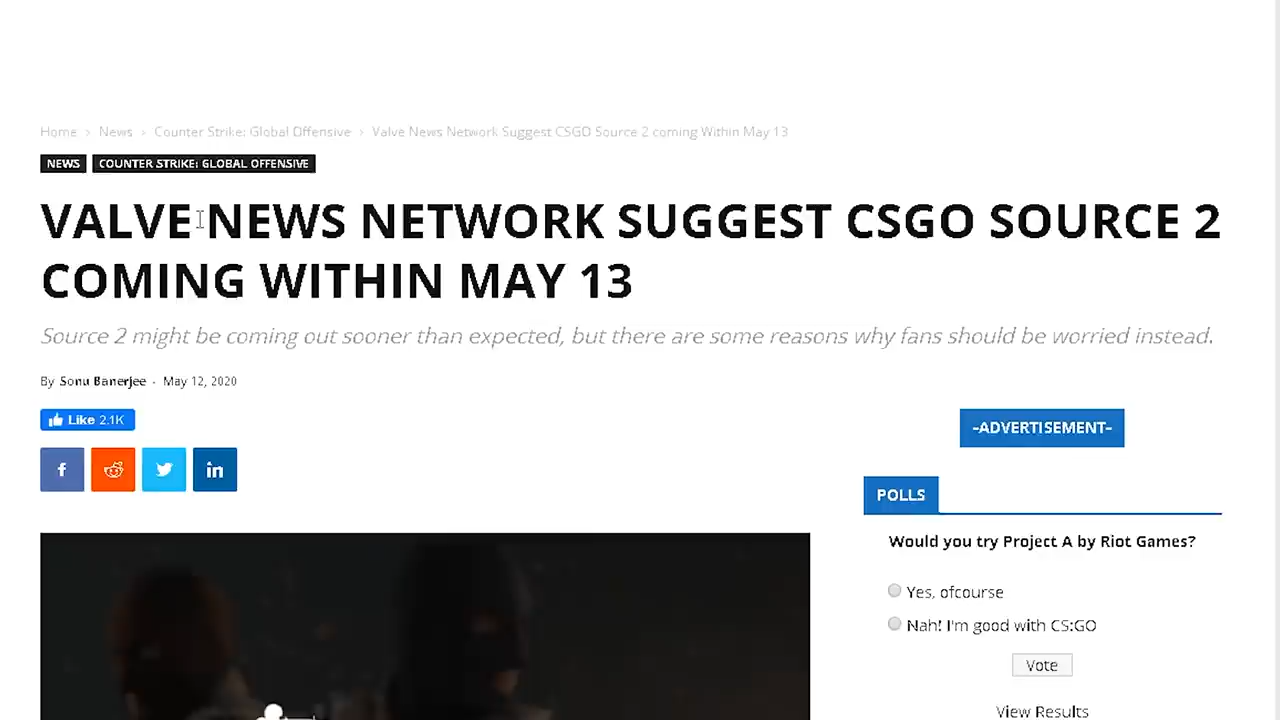 Home > News > Counter Strike: Global Offensive > Valve News Network Suggest CSGO Source 2 coming Within May 13
NEWS COUNTER STRIKE: GLOBAL OFFENSIVE
VALVE NEWS NETWORK SUGGEST CSGO SOURCE 2
COMING WITHIN MAY 13
Source 2 might be coming out sooner than expected, but there are some reasons why fans should be worried instead.
By Sonu Banerjee - May 12, 2020
Like 2.1K
f in
-ADVERTISEMENT-
POLLS
Would you try Project A by Riot Games?
Yes, ofcourse
Nah! I'm good with CS:GO
Vote
View Results